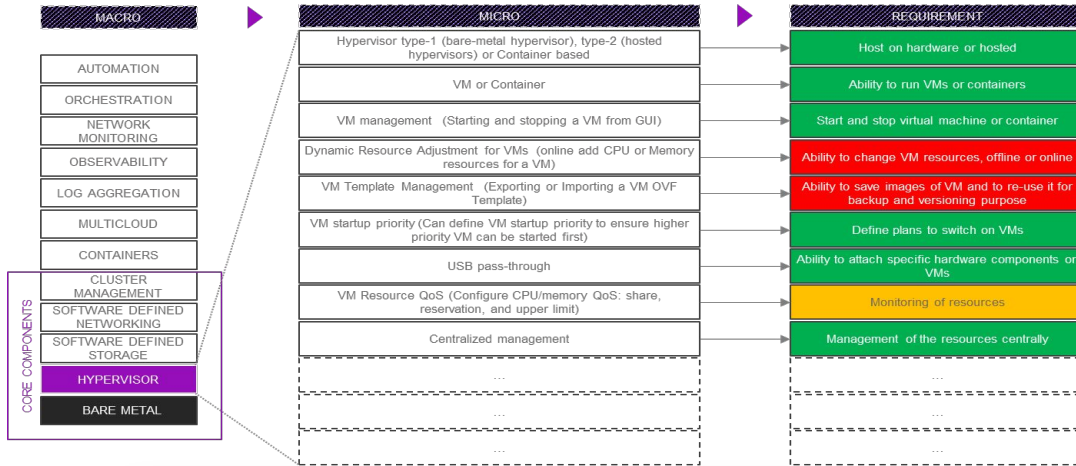 MACRO
MICRO
REQUIREMENT
AUTOMATION
ORCHESTRATION
NETWORK
MONITORING
OBSERVABILITY
LOG AGGREGATION
MULTICLOUD
CONTAINERS
CLUSTER
MANAGEMENT
SOFTWARE DEFINED
NETWORKING
SOFTWARE DEFINED
STORAGE
HYPERVISOR
BARE METAL
CORE COMPONENTS
Hypervisor type-1 (bare-metal hypervisor), type-2 (hosted
hypervisors) or Container based
Host on hardware or hosted
VM or Container
Ability to run VMs or containers
VM management (Starting and stopping a VM from GUI)
Start and stop virtual machine or container
Dynamic Resource Adjustment for VMs (online add CPU or Memory
resources for a VM)
Ability to change VM resources, offline or online
VM Template Management (Exporting or Importing a VM OVF
Template)
Ability to save images of VM and to re-use it for
backup and versioning purpose
VM startup priority (Can define VM startup priority to ensure higher
priority VM can be started first)
Define plans to switch on VMs
USB pass-through
Ability to attach specific hardware components on
VMs
VM Resource QoS (Configure CPU/memory QoS: share,
reservation, and upper limit)
Monitoring of resources
Centralized management
Management of the resources centrally
...
...
...
...
...
...